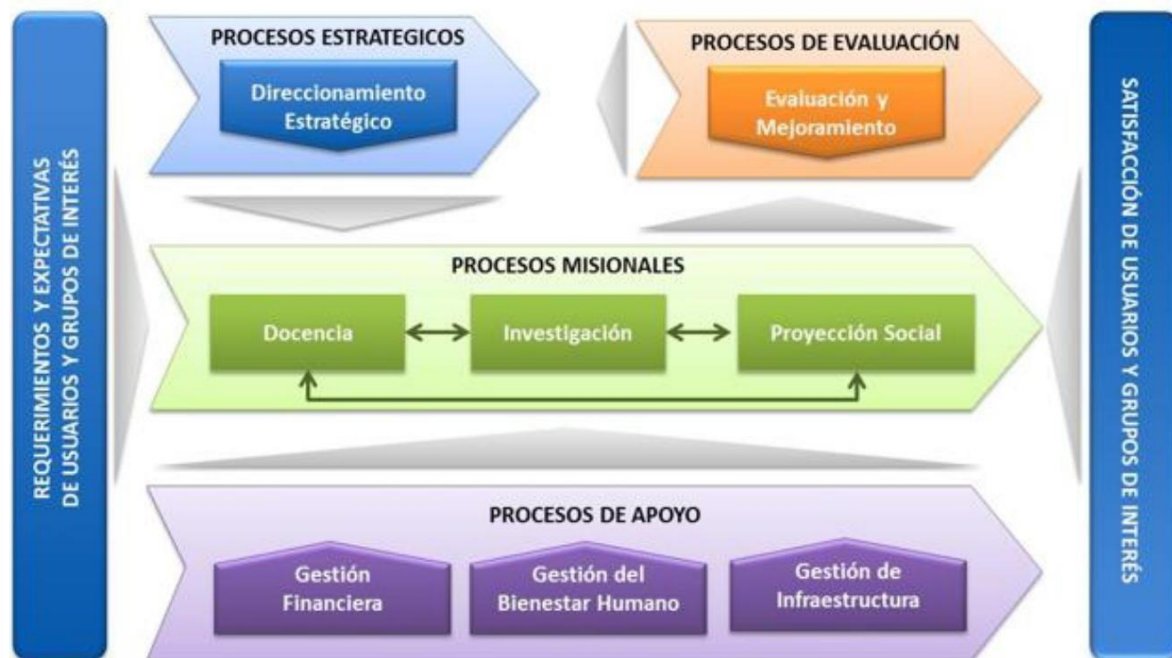 REQUERIMIENTOS Y EXPECTATIVAS
DE USUARIOS Y GRUPOS DE INTERÉS
PROCESOS ESTRATEGICOS
Direccionamiento
Estratégico
PROCESOS DE EVALUACIÓN
Evaluación y
Mejoramiento
PROCESOS MISIONALES
Docencia
Investigación
Proyección Social
PROCESOS DE APOYO
Gestión
Financiera
Gestión del
Bienestar Humano
Gestión de
Infraestructura
SATISFACCIÓN DE USUARIOS Y GRUPOS DE INTERÉS